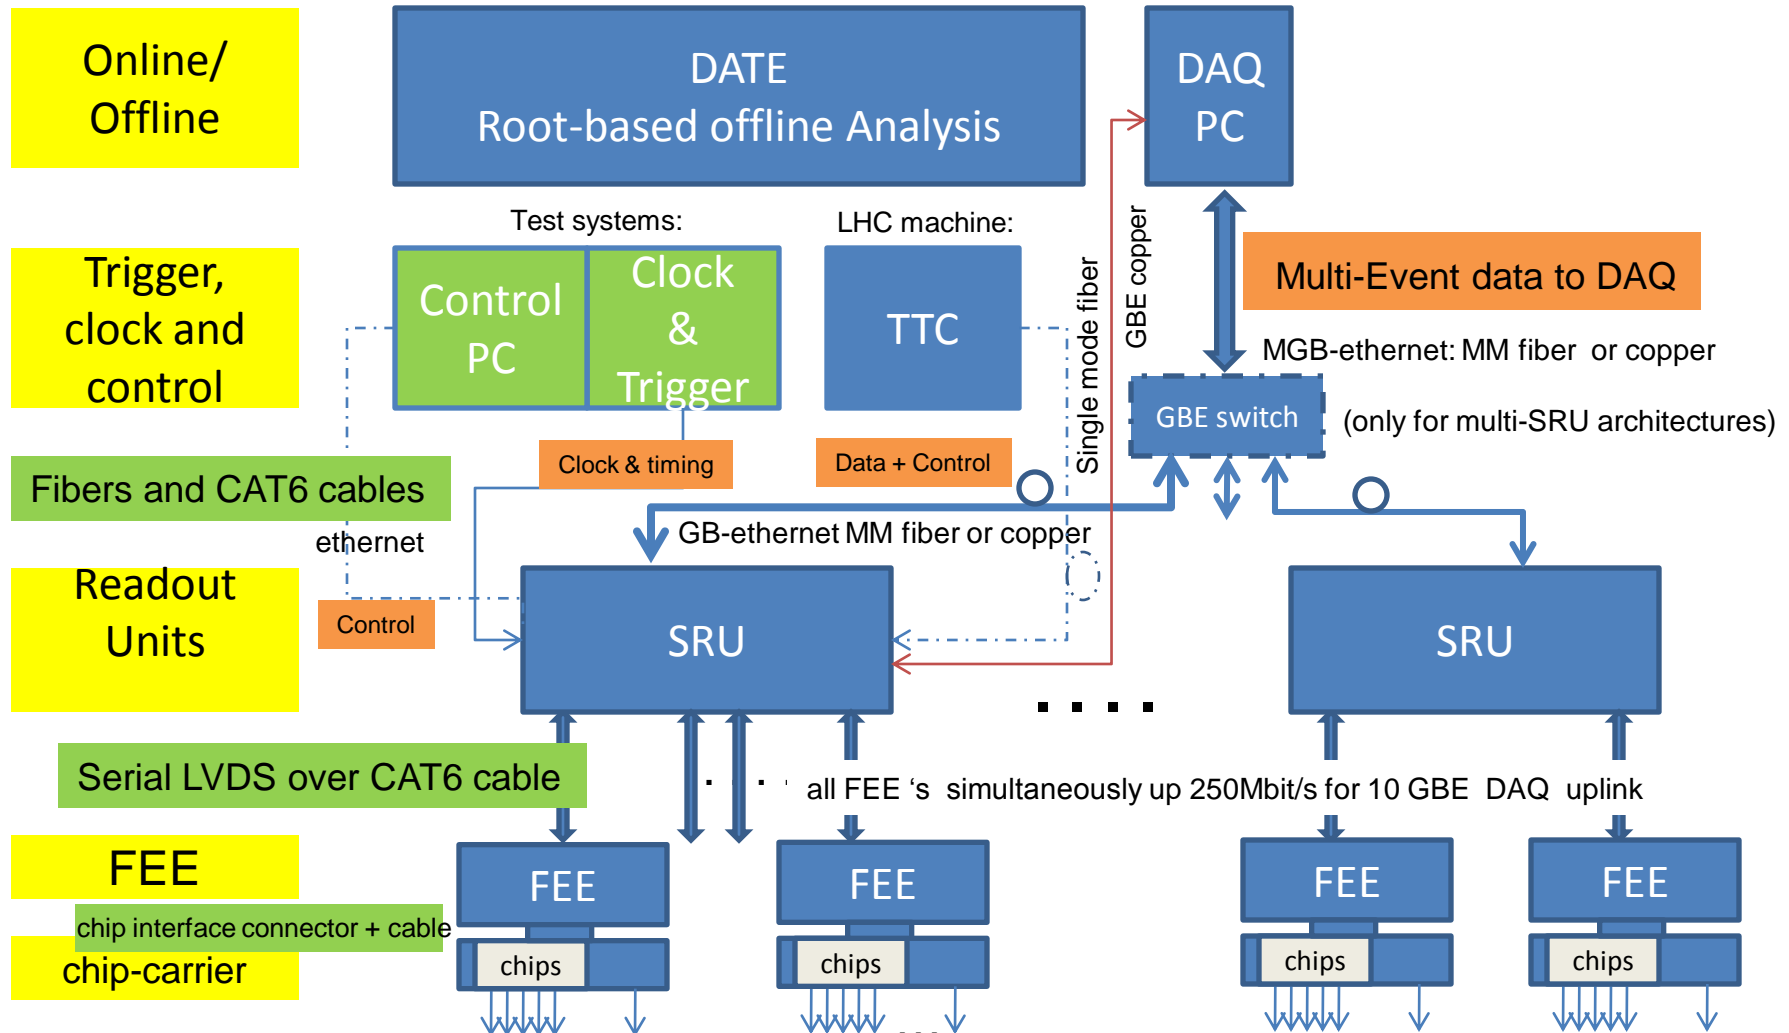 Online/
Offline
DATE
Root-based offline Analysis
DAQ
PC
Test systems:
LHC machine:
Trigger,
clock and
control
Control
PC
Clock
&
Trigger
TTC
Single mode fiber
GBE copper
Multi-Event data to DAQ
MGB-ethernet: MM fiber or copper
GBE switch
(only for multi-SRU architectures)
Clock & timing
Data + Control
Fibers and CAT6 cables
ethernet
GB-ethernet MM fiber or copper
Readout
Units
Control
SRU
SRU
. . . .
Serial LVDS over CAT6 cable
. . . .
all FEE ‘s simultaneously up 250Mbit/s for 10 GBE DAQ uplink
FEE
FEE
FEE
FEE
FEE
chip interface connector + cable
chip-carrier
chips
chips
chips
chips